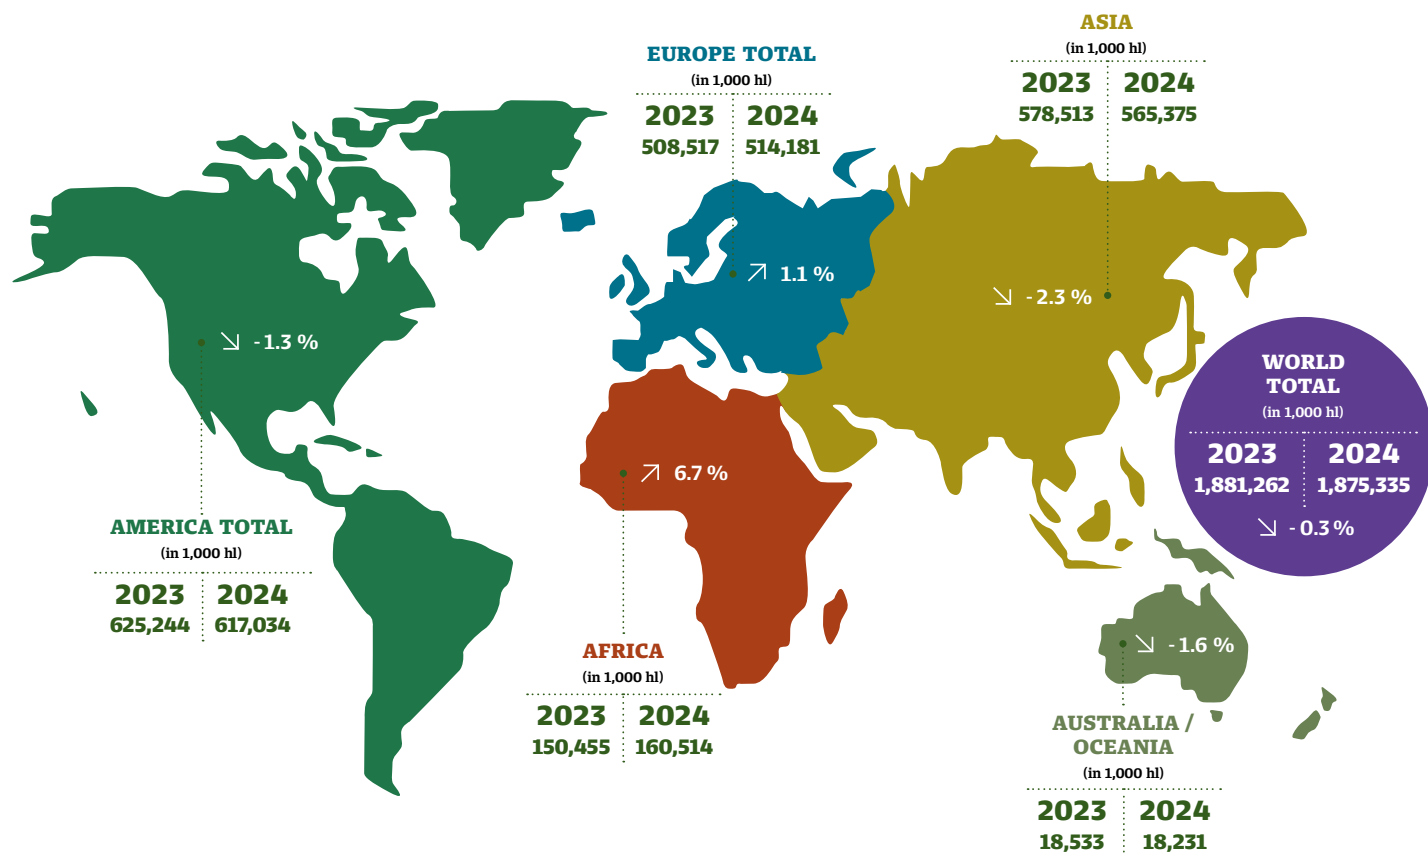 ASIA
(in 1,000 hl)
2023 2024
578,513 565,375
EUROPE TOTAL
(in 1,000 hl)
2023 2024
508,517 514,181
1.1 %
- 2.3 %
- 1.3 %
WORLD
TOTAL
(in 1,000 hl)
2023 2024
1,881,262 1,875,335
- 0.3 %
6.7 %
AMERICA TOTAL
(in 1,000 hl)
2023 2024
625,244 617,034
AFRICA
(in 1,000 hl)
2023 2024
150,455 160,514
- 1.6 %
AUSTRALIA /
OCEANIA
(in 1,000 hl)
2023 2024
18,533 18,231